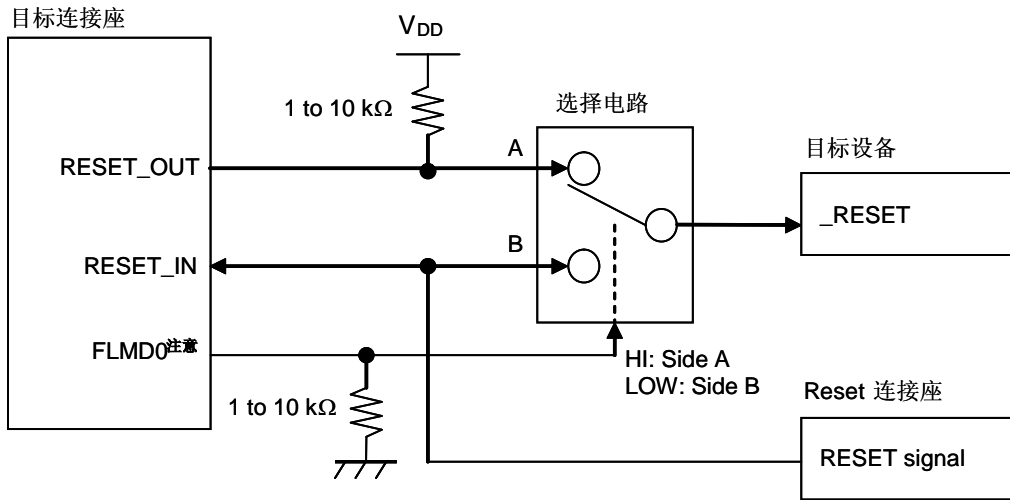 目标连接座
VDD
1 to 10 kΩ
选择电路
A
目标设备
RESET_OUT
_RESET
B
RESET_IN
FLMD0注意
HI: Side A
LOW: Side B
1 to 10 kΩ
Reset 连接座
RESET signal